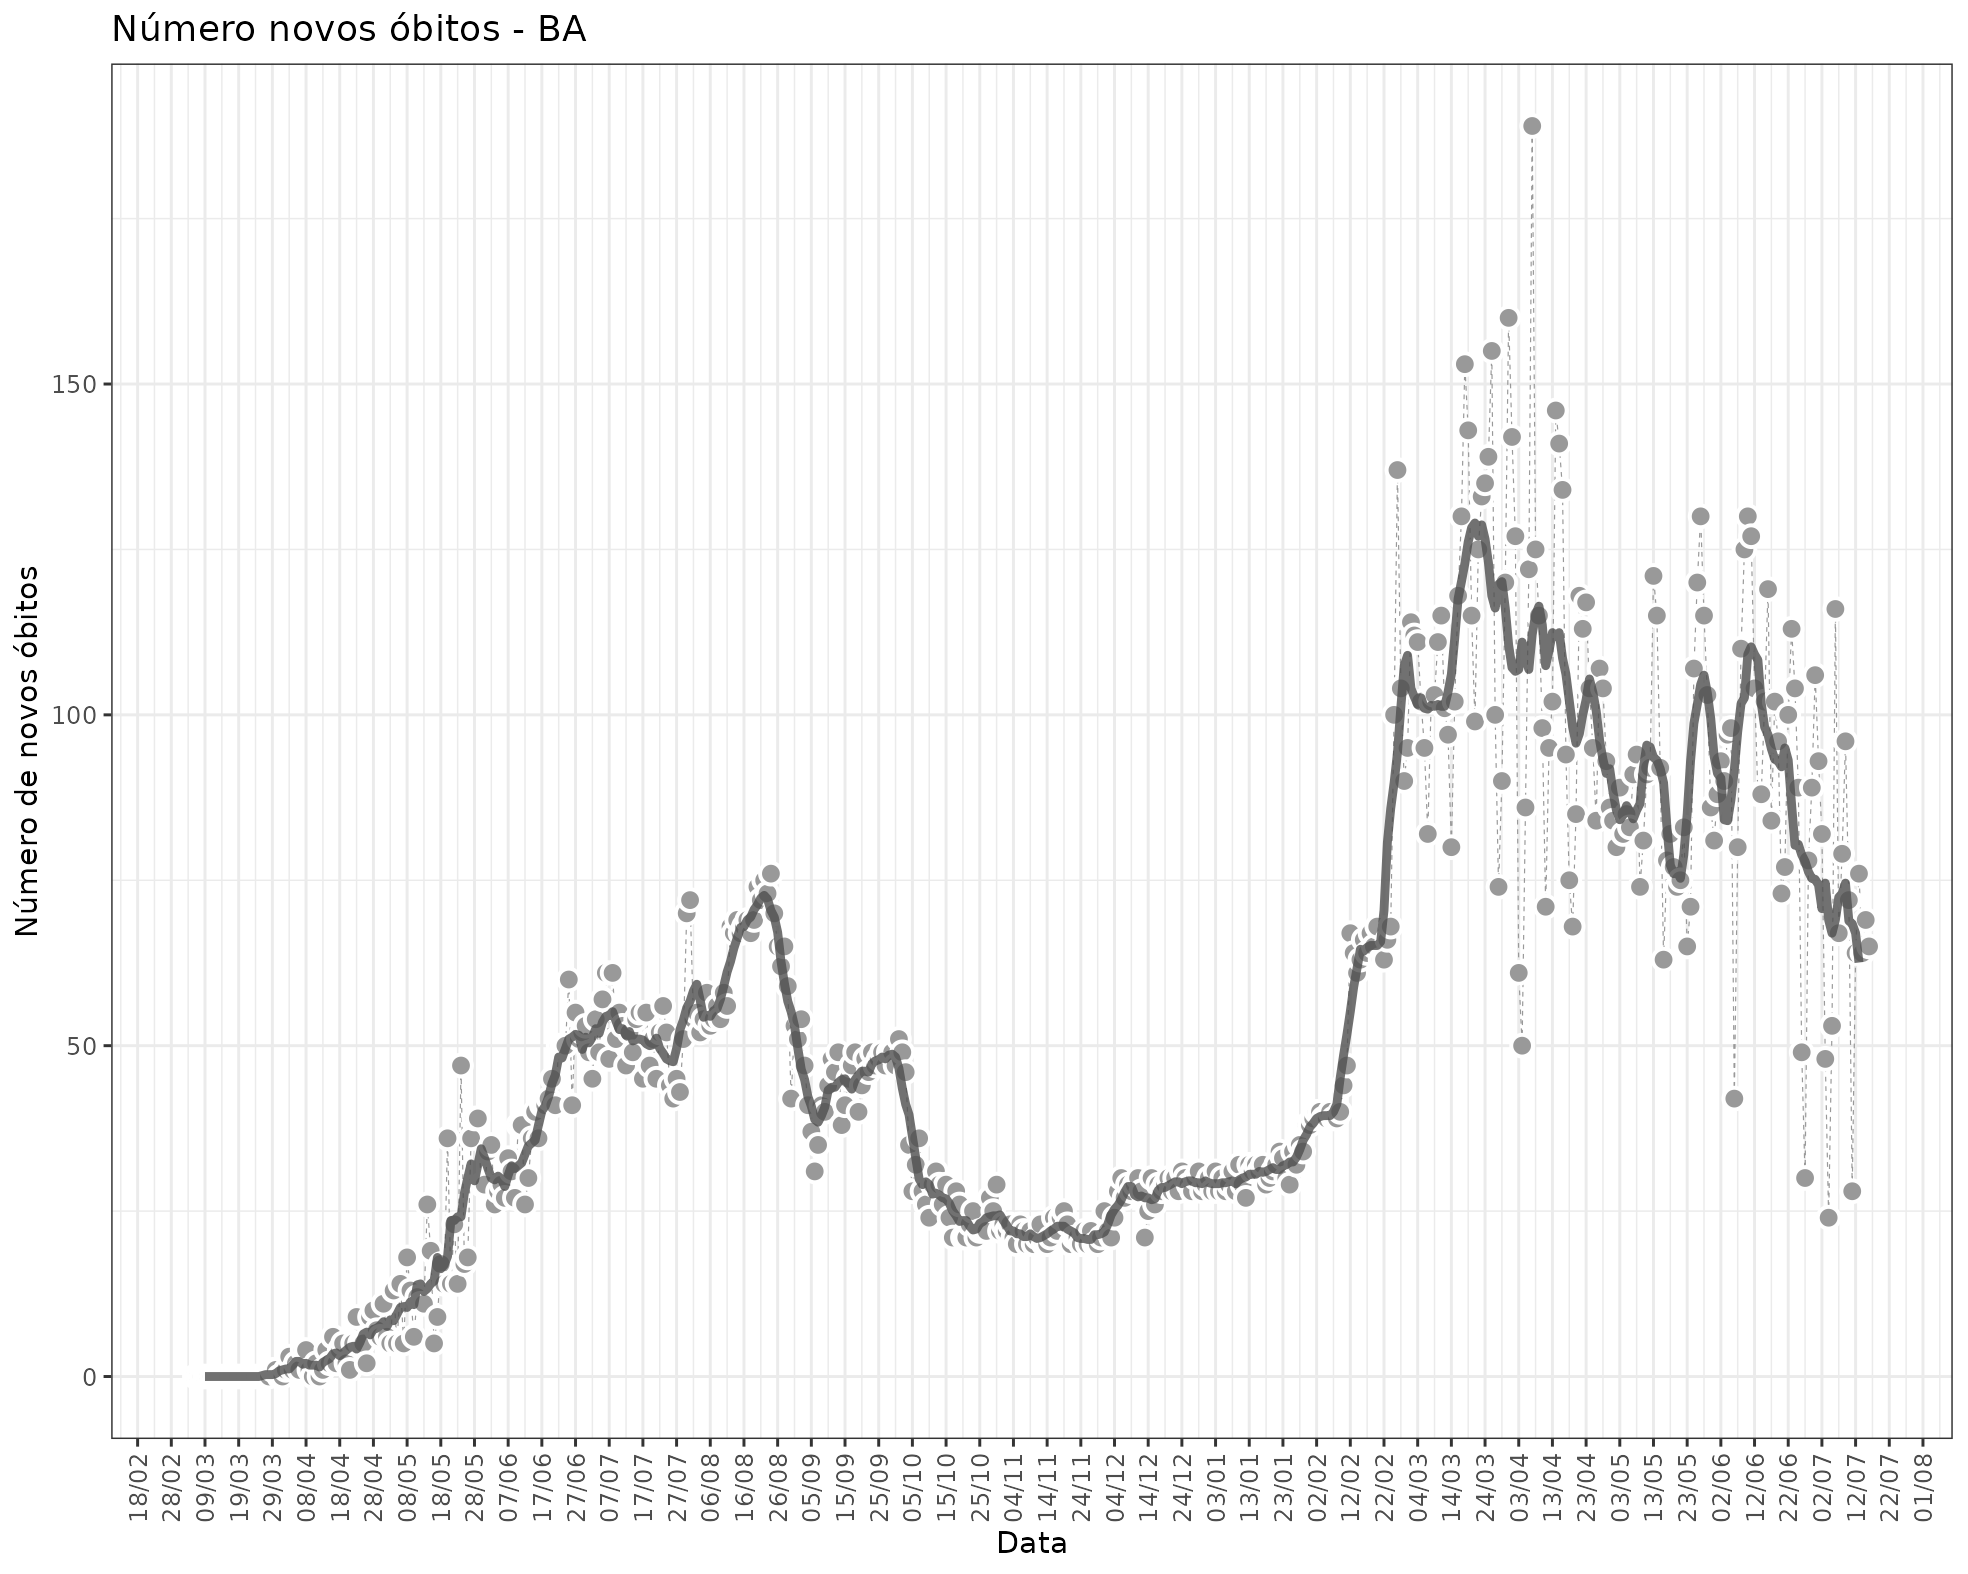 Número novos óbitos - BA
Número de novos óbitos
150
100
50
0
18/02 28/02 09/03 19/03 29/03 08/04 18/04 28/04 08/05 18/05 28/05 07/06 17/06 27/06 07/07 17/07 27/07 06/08 16/08 26/08 05/09 15/09 25/09 05/10 15/10 25/10 04/11 14/11 24/11 04/12 14/12 24/12 03/01 13/01 23/01 02/02 12/02 22/02 04/03 14/03 24/03 03/04 13/04 23/04 03/05 13/05 23/05 02/06 12/06 22/06 02/07 12/07 22/07 01/08
Data